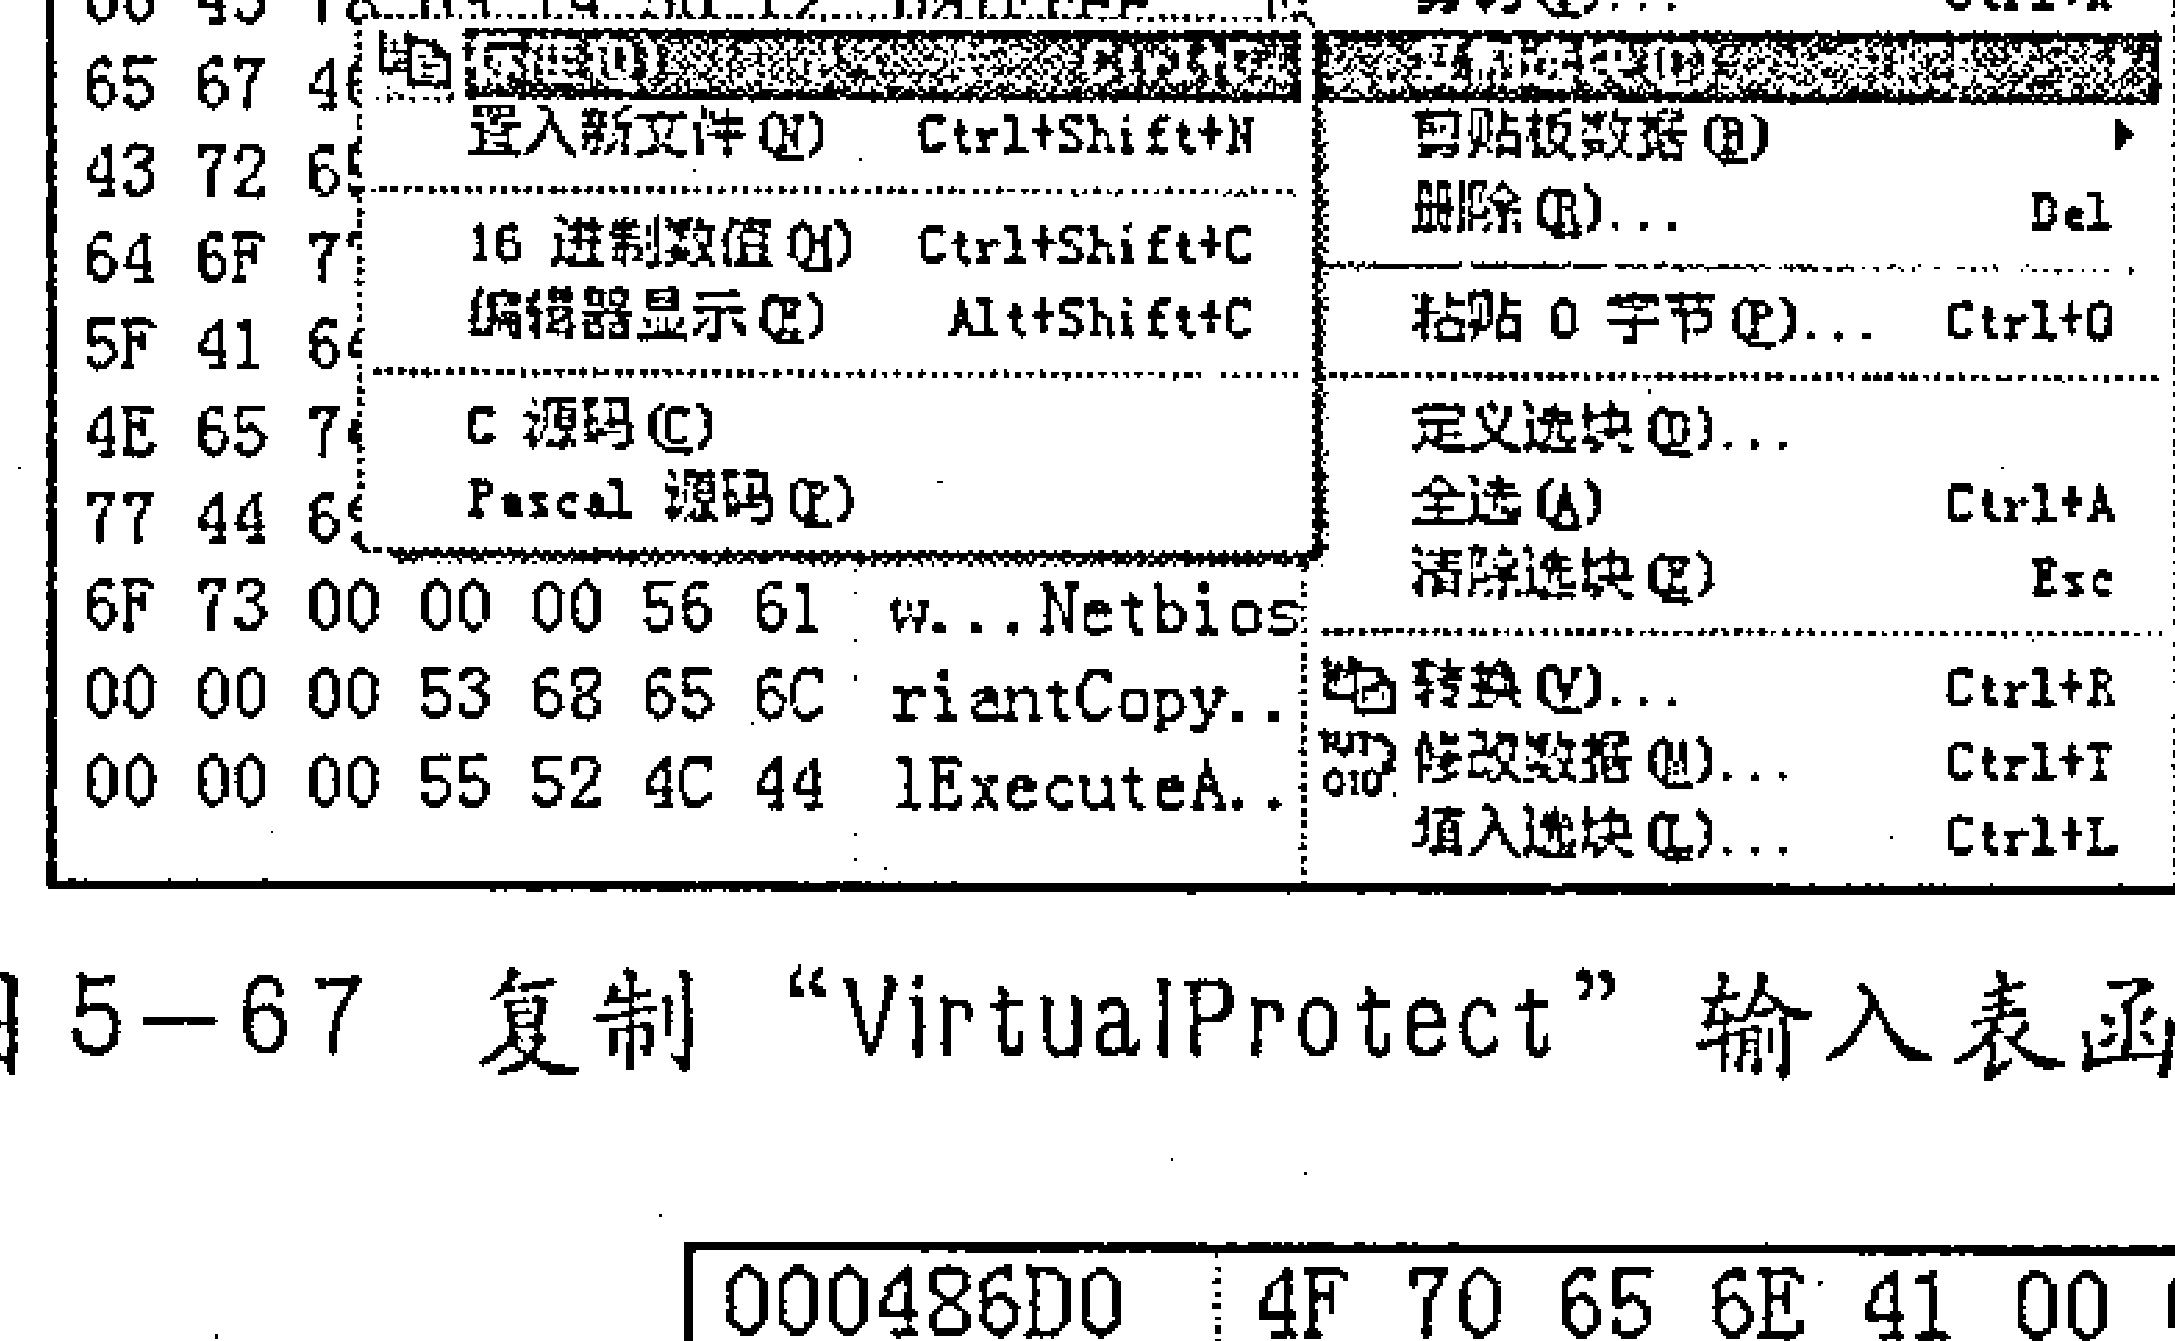 65 67
标准(D) Ctrl+C
置入新文件(N) Ctrl+Shift+N
剪贴板数据(B)
43 72
删除(R)... Del
64 6F
16 进制数值(H) Ctrl+Shift+C
5F 41
编辑器显示(E) Alt+Shift+C
粘贴 0 字节(P)... Ctrl+0
4E 65
C 源码(C)
定义选块(D)...
77 44
Pascal 源码(P)
全选(A) Ctrl+A
清除选块(E) Esc
6F 73 00 00 00 56 61 w...Netbios
00 00 00 53 68 65 6C riantCopy..
转换(V)... Ctrl+R
00 00 00 55 52 4C 44 lExecuteA..
010
修改数据(M)... Ctrl+T
填入选块(L)... Ctrl+L
5-67 复制 “VirtualProtect” 输入表函
000486D0 4F 70 65 6E 41 00